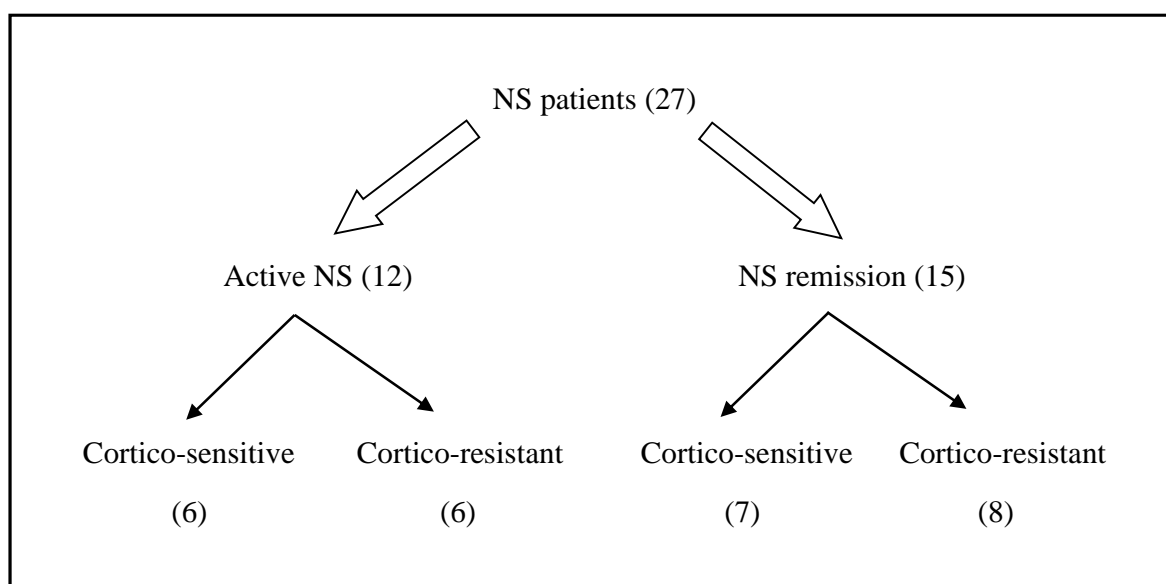 NS patients (27)
Active NS (12)
NS remission (15)
Cortico-sensitive
Cortico-resistant
Cortico-sensitive
Cortico-resistant
(6)
(6)
(7)
(8)